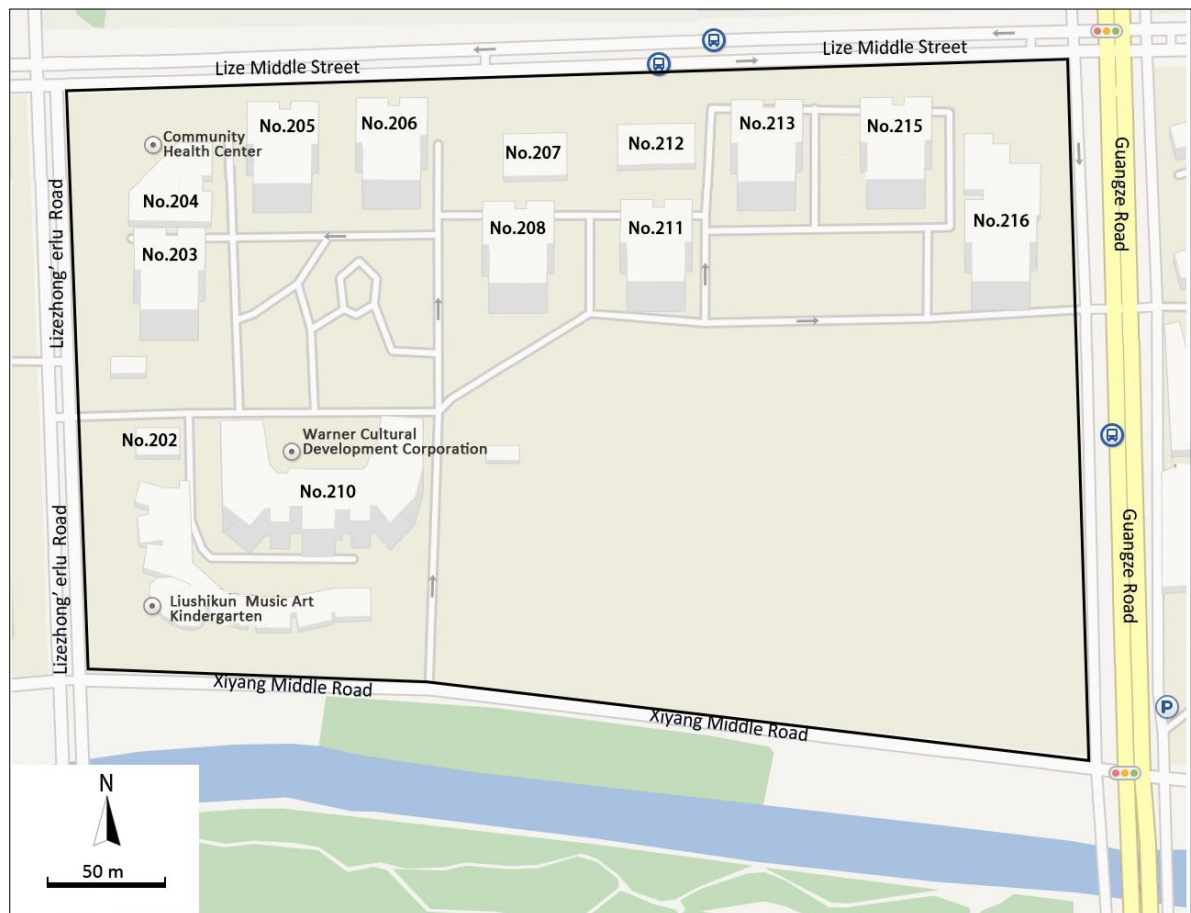 Lize Middle Street
Lize Middle Street
Community
Health Center
No.205
No.206
No.207
No.212
No.213
No.215
No.204
No.203
No.208
No.211
No.216
Lizezhong' erlu Road
Guangze Road
No.202
Warner Cultural
Development Corporation
No.210
Lizezhong' erlu Road
Guangze Road
Liushikun Music Art
Kindergarten
Xiyang Middle Road
Xiyang Middle Road
P
N
50 m